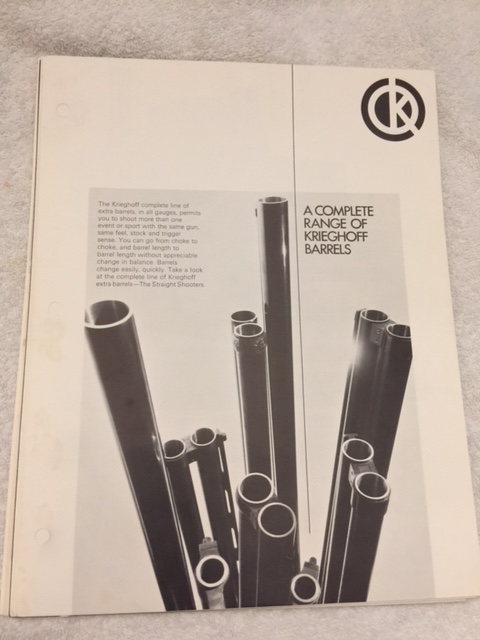 The Krieghoff complete line of
extra barrels, in all gauges, permits
you to shoot more than one
event or sport with the same gun,
same feel, stock and trigger
sense. You can go from choke to
choke, and barrel length to
barrel length without appreciable
change in balance. Barrels
change easily, quickly. Take a look
at the complete line of Krieghoff
extra barrels—The Straight Shooters.
A COMPLETE
RANGE OF
KRIEGHOFF
BARRELS
K